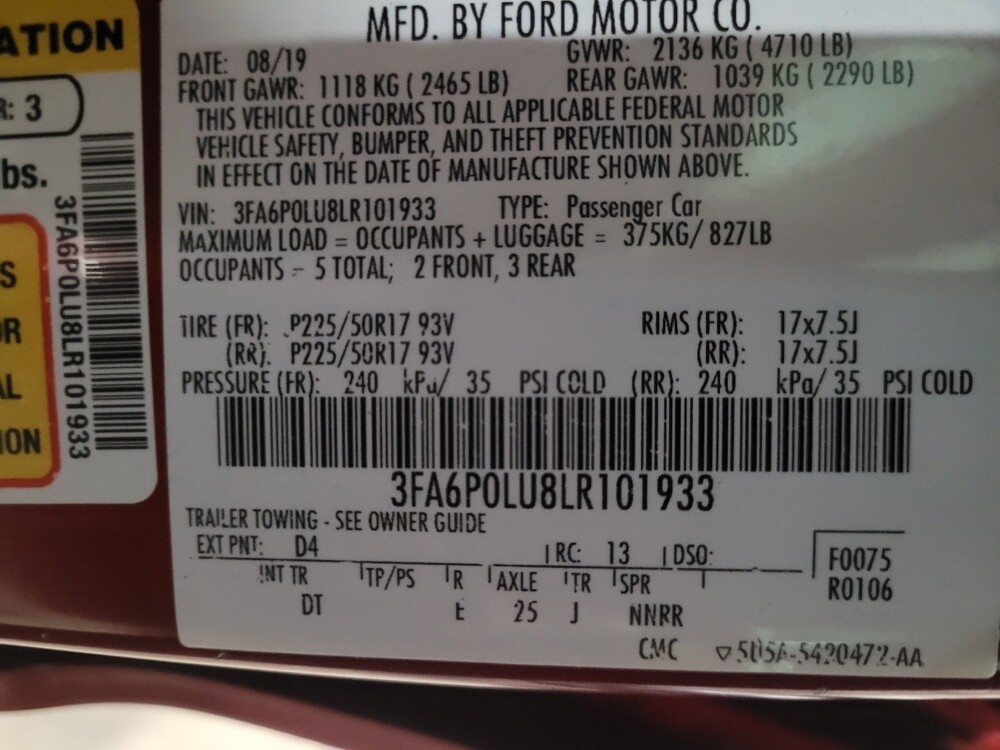 ATION
R: 3
bs.
S
OR
AL
ION
3FA6P0LU8LR101933
MFD. BY FORD MOTOR CO.
DATE: 08/19 GVWR: 2136 KG ( 4710 LB)
FRONT GAWR: 1118 KG ( 2465 LB) REAR GAWR: 1039 KG ( 2290 LB)
THIS VEHICLE CONFORMS TO ALL APPLICABLE FEDERAL MOTOR
VEHICLE SAFETY, BUMPER, AND THEFT PREVENTION STANDARDS
IN EFFECT ON THE DATE OF MANUFACTURE SHOWN ABOVE.
VIN: 3FA6P0LU8LR101933 TYPE: Passenger Car
MAXIMUM LOAD = OCCUPANTS + LUGGAGE = 375KG/ 827LB
OCCUPANTS - 5 TOTAL; 2 FRONT, 3 REAR
TIRE (FR): P225/50R17 93V RIMS (FR): 17x7.5J
(RR). P225/50R17 93V (RR): 17x7.5J
PRESSURE (FR): 240 kPa/ 35 PSI COLD (RR): 240 kPa/ 35 PSI COLD
3FA6P0LU8LR101933
TRAILER TOWING - SEE OWNER GUIDE
EXT PNT: D4 RC: 13 DSO: F0075
INT TR TP/PS R AXLE TR SPR R0106
DT E 25 J NNRR
CMC ▽5U5A-5420472-AA